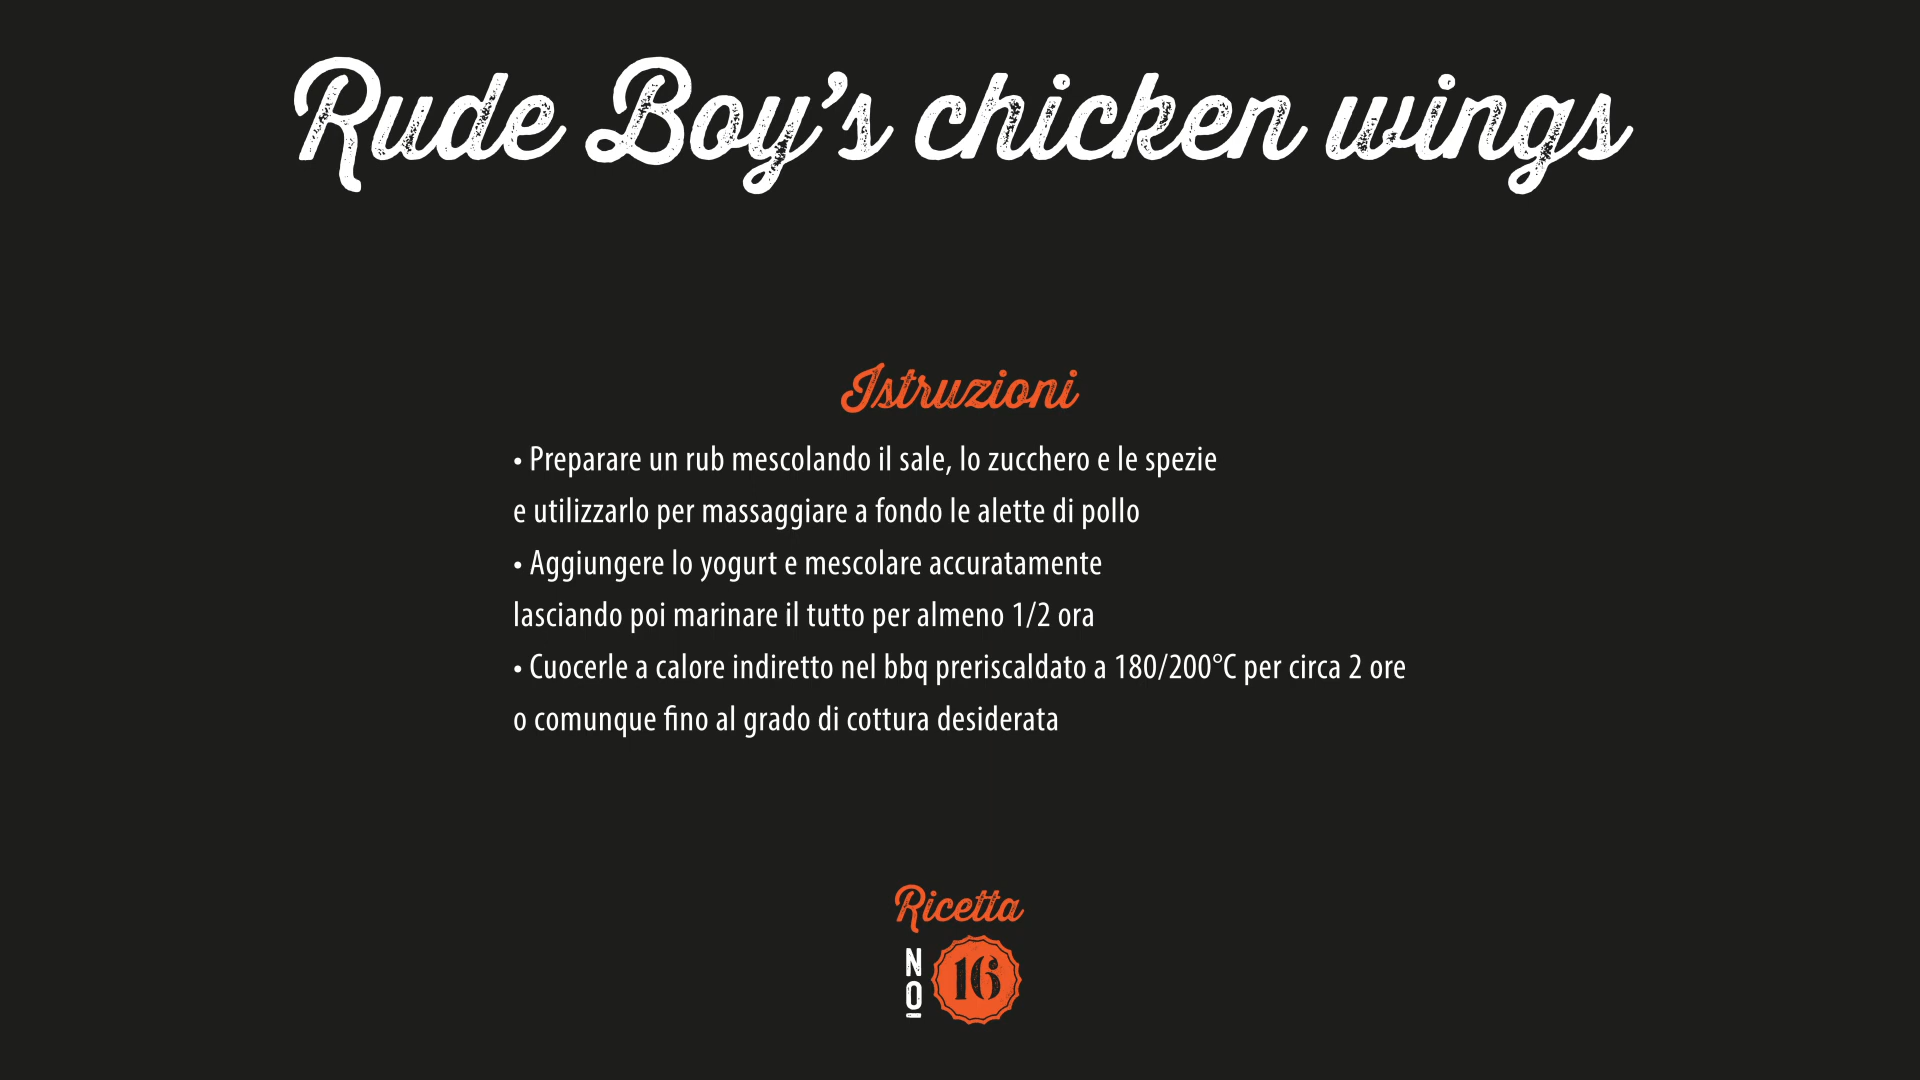 Rude Boy’s chicken wings
Istruzioni
• Preparare un rub mescolando il sale, lo zucchero e le spezie
e utilizzarlo per massaggiare a fondo le alette di pollo
• Aggiungere lo yogurt e mescolare accuratamente
lasciando poi marinare il tutto per almeno 1/2 ora
• Cuocerle a calore indiretto nel bbq preriscaldato a 180/200°C per circa 2 ore
o comunque fino al grado di cottura desiderata
Ricetta
NO 16